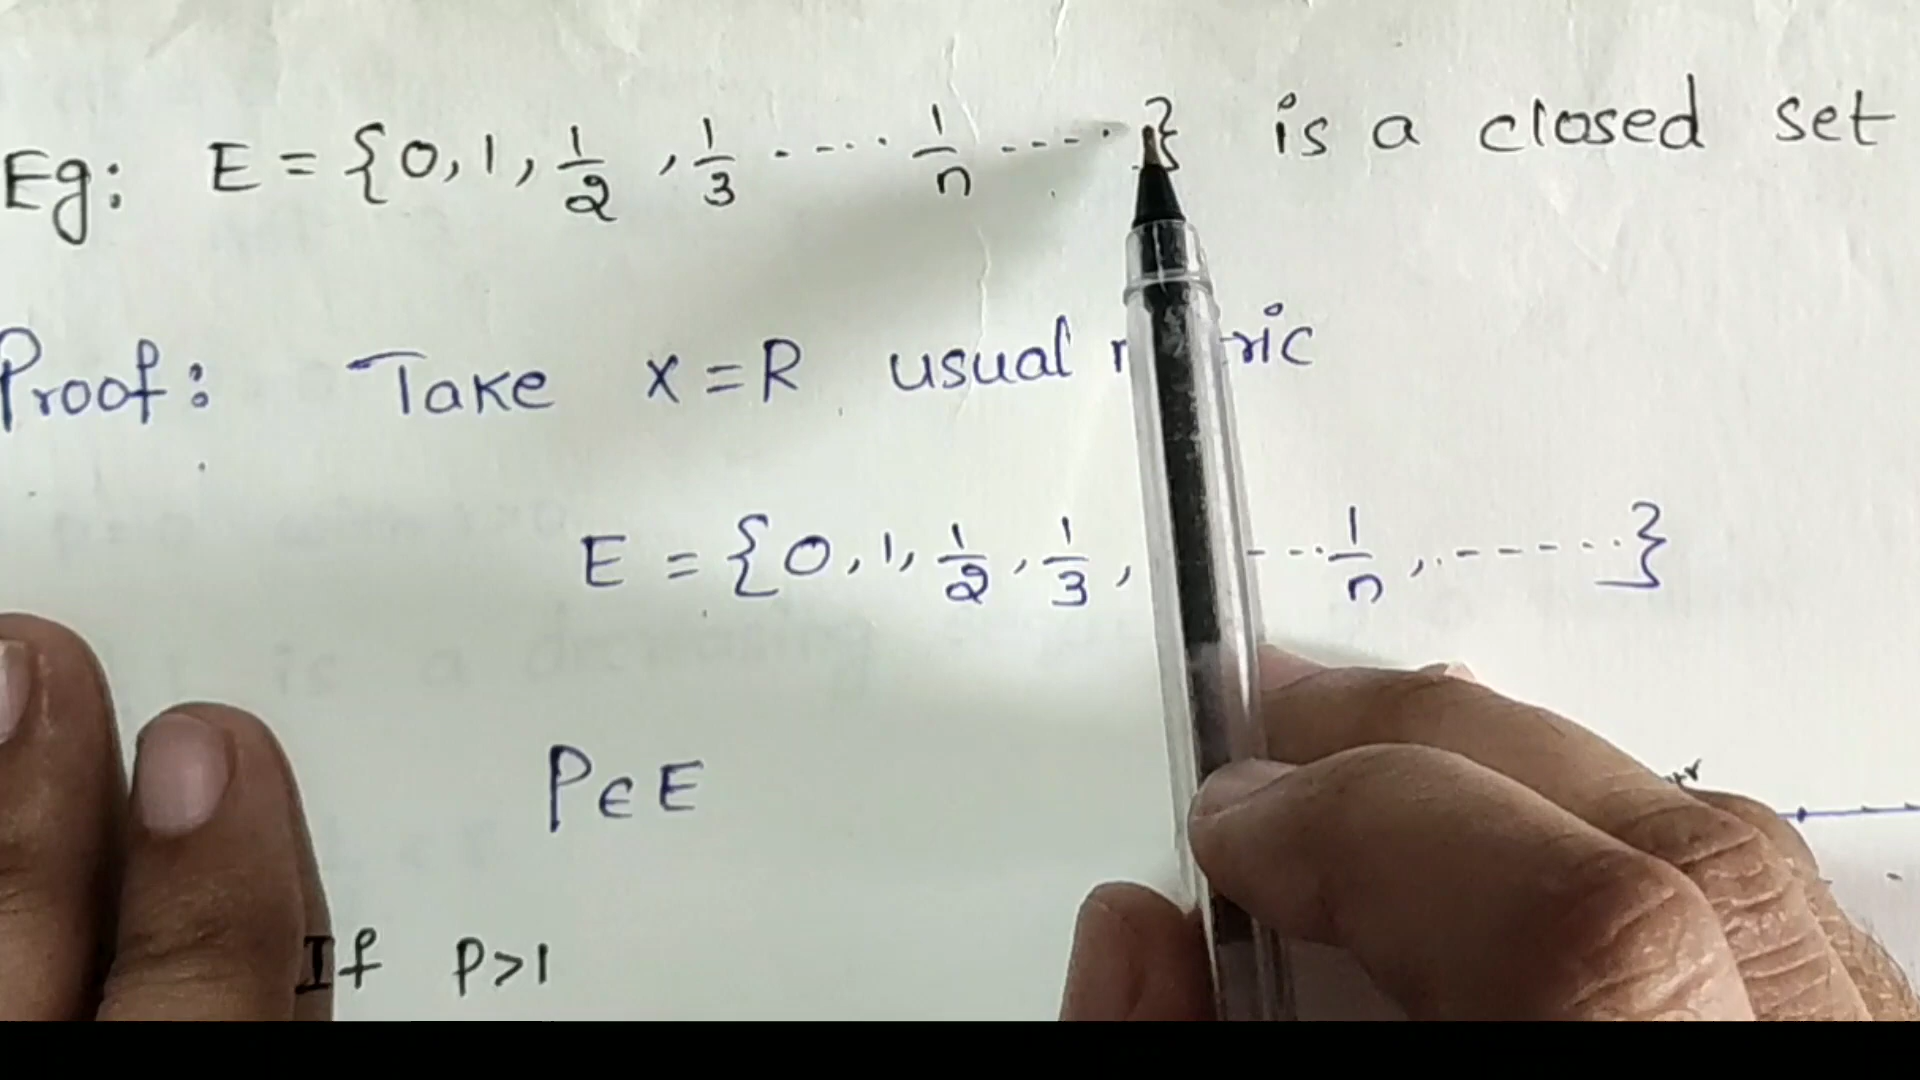 Eg: E = {0, 1, 1/2, 1/3 ---- 1/n ----} is a closed set
Proof: Take X = R usual
E = {0, 1, 1/2, 1/3, ---1/n, ------}
P ∈ E
If P>1